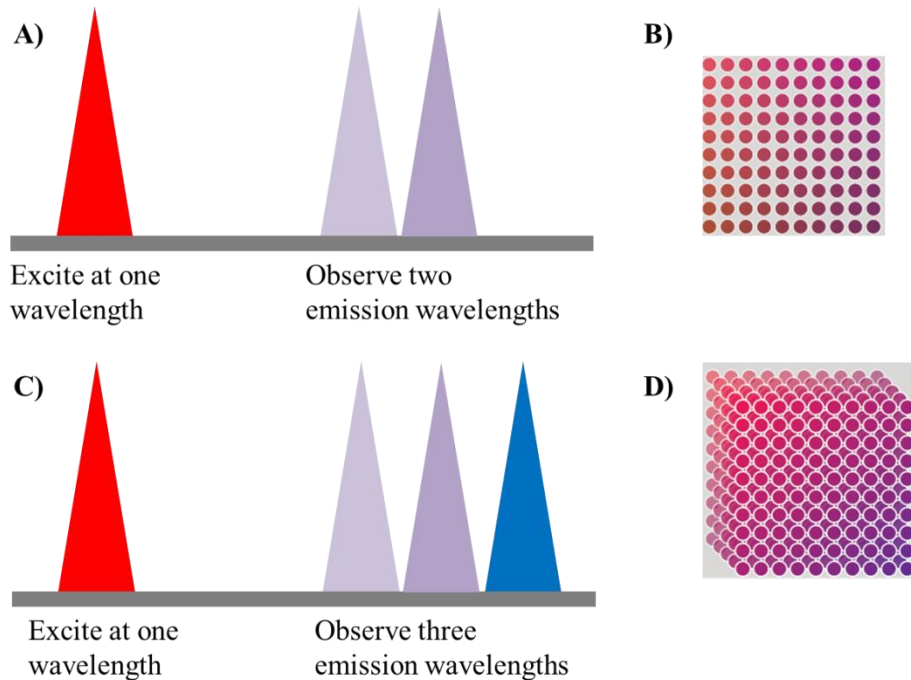 A)
B)
Excite at one
wavelength
Observe two
emission wavelengths
C)
D)
Excite at one
wavelength
Observe three
emission wavelengths